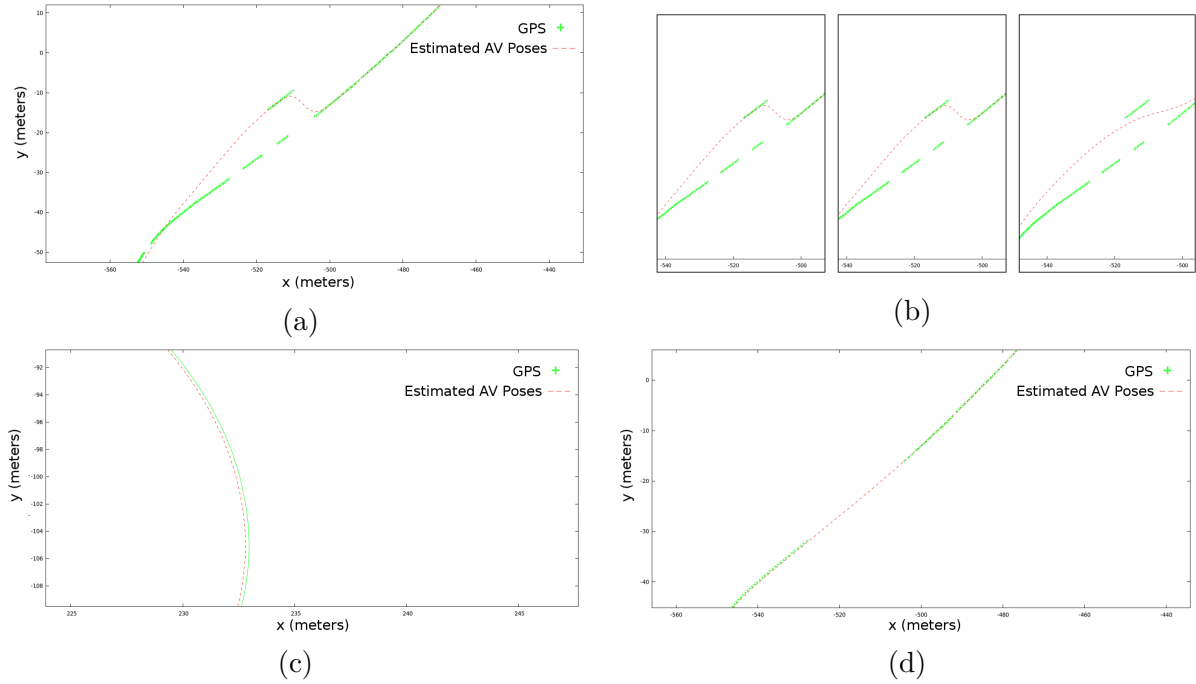 10
0
-10
-20
-30
-40
-50
-560 -540 -520 -500 -480 -460 -440
y (meters)
x (meters)
GPS
Estimated AV Poses
(a)
-540 -520 -500
-540 -520 -500
-540 -520 -500
(b)
-92
-94
-96
-98
-100
-102
-104
-106
-108
225 230 235 240 245
y (meters)
x (meters)
GPS
Estimated AV Poses
(c)
0
-10
-20
-30
-40
-560 -540 -520 -500 -480 -460 -440
y (meters)
x (meters)
GPS
Estimated AV Poses
(d)